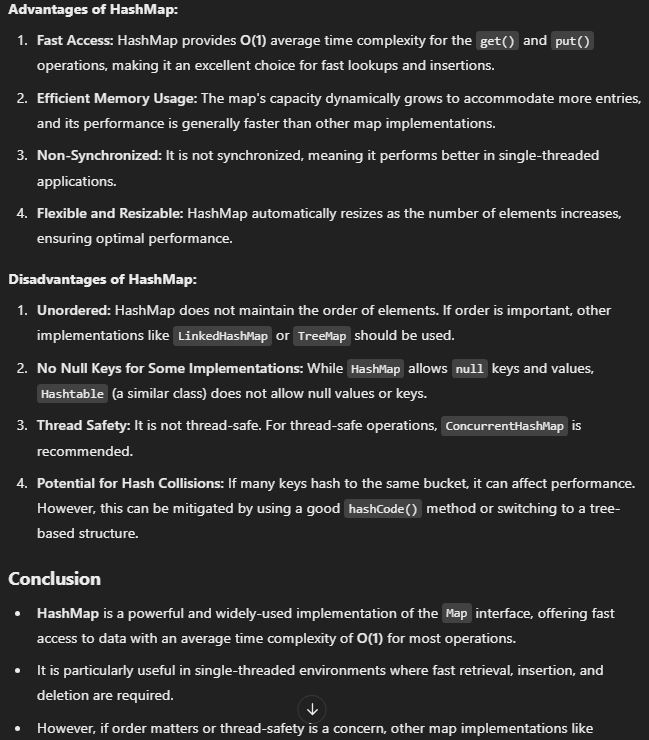 Advantages of HashMap:
1. Fast Access: HashMap provides O(1) average time complexity for the get() and put()
operations, making it an excellent choice for fast lookups and insertions.
2. Efficient Memory Usage: The map's capacity dynamically grows to accommodate more entries,
and its performance is generally faster than other map implementations.
3. Non-Synchronized: It is not synchronized, meaning it performs better in single-threaded
applications.
4. Flexible and Resizable: HashMap automatically resizes as the number of elements increases,
ensuring optimal performance.
Disadvantages of HashMap:
1. Unordered: HashMap does not maintain the order of elements. If order is important, other
implementations like LinkedHashMap or TreeMap should be used.
2. No Null Keys for Some Implementations: While HashMap allows null keys and values,
Hashtable (a similar class) does not allow null values or keys.
3. Thread Safety: It is not thread-safe. For thread-safe operations, ConcurrentHashMap is
recommended.
4. Potential for Hash Collisions: If many keys hash to the same bucket, it can affect performance.
However, this can be mitigated by using a good hashCode() method or switching to a tree-
based structure.
Conclusion
• HashMap is a powerful and widely-used implementation of the Map interface, offering fast
access to data with an average time complexity of O(1) for most operations.
• It is particularly useful in single-threaded environments where fast retrieval, insertion, and
deletion are required.
• However, if order matters or thread-safety is a concern, other map implementations like